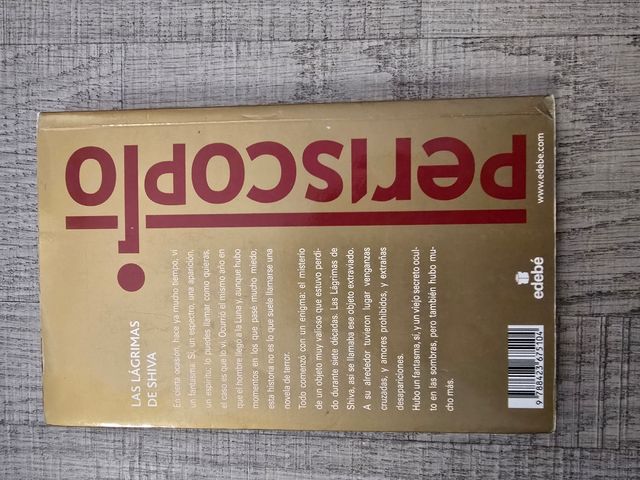 periscopio
LAS LÁGRIMAS
DE SHIVA
En cierta ocasión, hace ya mucho tiempo, vi
un fantasma. Sí, un espectro, una aparición,
un espíritu; lo puedes llamar como quieras,
el caso es que lo vi. Ocurrió el mismo año en
que el hombre llegó a la Luna y, aunque hubo
momentos en los que pasé mucho miedo,
esta historia no es lo que suele llamarse una
novela de terror.
Todo comenzó con un enigma: el misterio
de un objeto muy valioso que estuvo perdi-
do durante siete décadas. Las Lágrimas de
Shiva, así se llamaba ese objeto extraviado.
A su alrededor tuvieron lugar venganzas
cruzadas, y amores prohibidos, y extrañas
desapariciones.
Hubo un fantasma, sí, y un viejo secreto ocul-
to en las sombras, pero también hubo mu-
cho más.
9 788423 675104
edebé
www.edebe.com